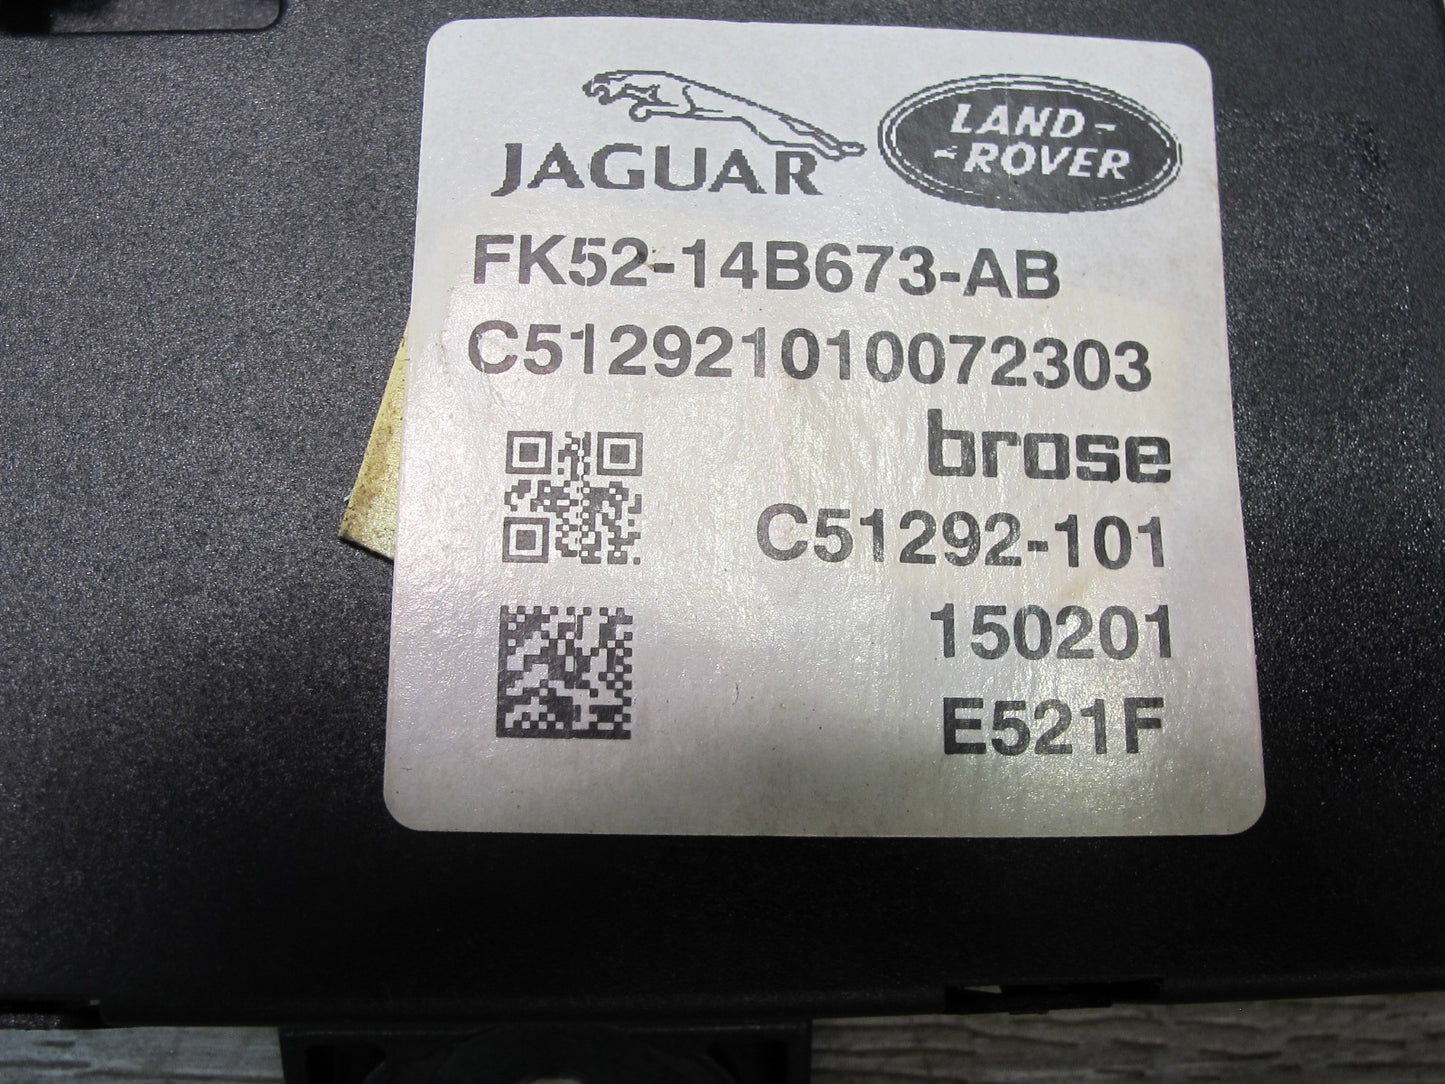 JAGUAR
LAND-
-ROVER
FK52-14B673-AB
C512921010072303
brose
C51292-101
150201
E521F